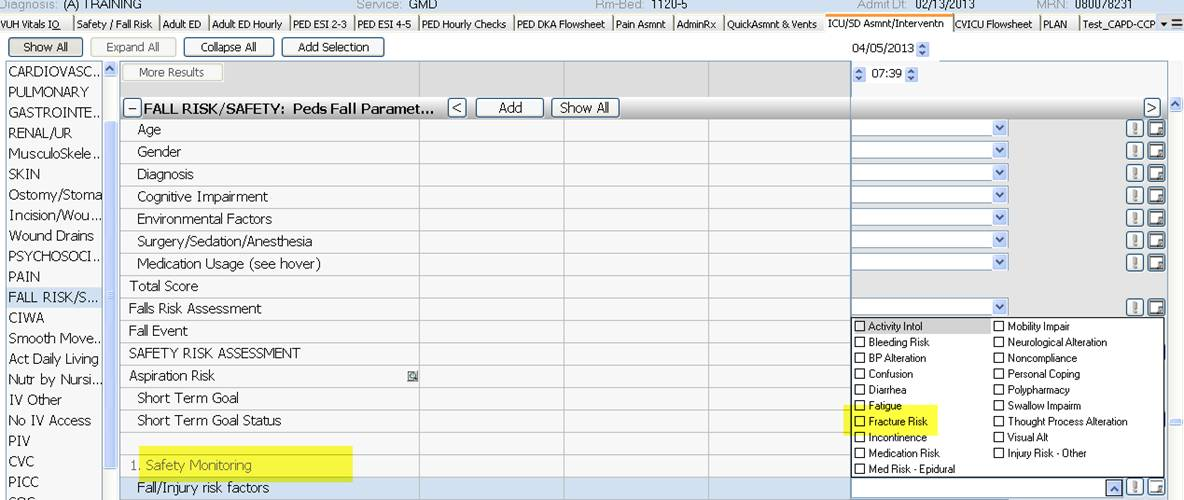 Diagnosis: (A) TRAINING Service: GMD Rm-Bed: 1120-5 Admt Dt: 02/13/2013 MRN: 080078231
VUH Vitals IO Safety / Fall Risk Adult ED Adult ED Hourly PED ESI 2-3 PED ESI 4-5 PED Hourly Checks PED DKA Flowsheet Pain Asmnt AdminRx QuickAsmnt & Vents ICU/SD Asmnt/Interventn CVICU Flowsheet PLAN Test_CAPD-CCP
Show All Expand All Collapse All Add Selection 04/05/2013
CARDIOVASC...
PULMONARY
GASTROINTE...
RENAL/UR
MusculoSkele...
SKIN
Ostomy/Stoma
Incision/Wou...
Wound Drains
PSYCHOSOCI...
PAIN
FALL RISK/S...
CIWA
Smooth Move...
Act Daily Living
Nutr by Nursi...
IV Other
No IV Access
PIV
CVC
PICC
More Results 07:39
− FALL RISK/SAFETY: Peds Fall Paramet... < Add Show All >
Age
Gender
Diagnosis
Cognitive Impairment
Environmental Factors
Surgery/Sedation/Anesthesia
Medication Usage (see hover)
Total Score
Falls Risk Assessment
Fall Event
SAFETY RISK ASSESSMENT
Aspiration Risk
Short Term Goal
Short Term Goal Status
1. Safety Monitoring
Fall/Injury risk factors
Activity Intol
Bleeding Risk
BP Alteration
Confusion
Diarrhea
Fatigue
Fracture Risk
Incontinence
Medication Risk
Med Risk - Epidural
Mobility Impair
Neurological Alteration
Noncompliance
Personal Coping
Polypharmacy
Swallow Impairm
Thought Process Alteration
Visual Alt
Injury Risk - Other